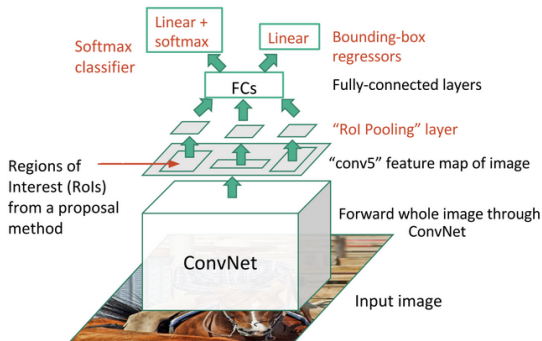 Linear +
softmax
Linear
Softmax
classifier
Bounding-box
regressors
FCs
Fully-connected layers
"RoI Pooling" layer
Regions of
Interest (RoIs)
from a proposal
method
"conv5" feature map of image
Forward whole image through
ConvNet
ConvNet
Input image